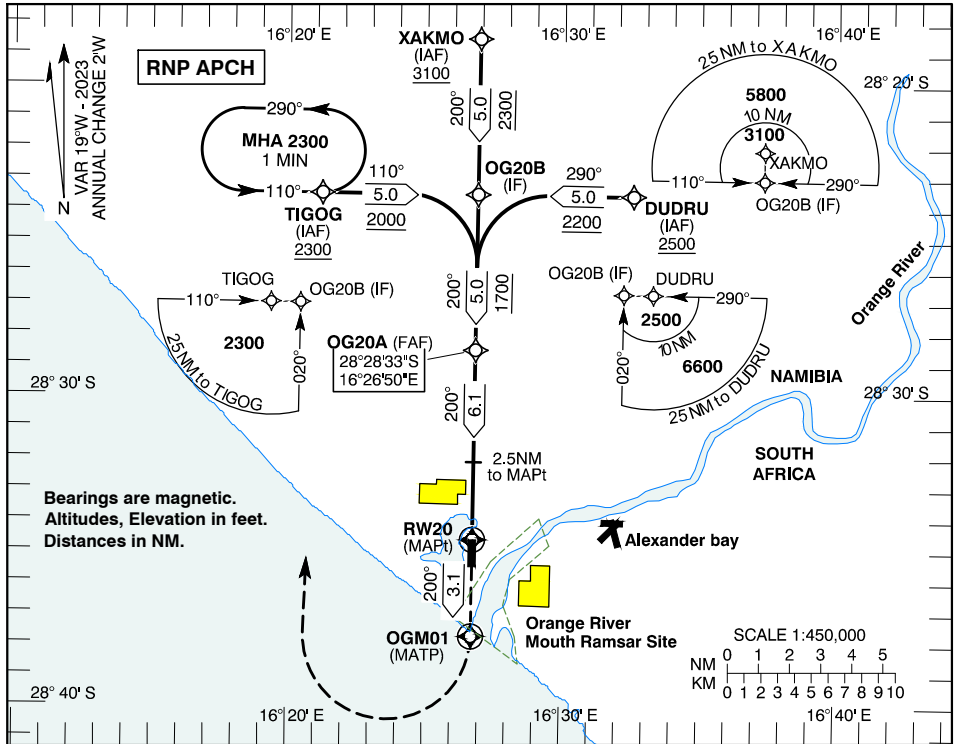 16°20' E
16°30' E
16°40' E
XAKMO
(IAF)
3100
RNP APCH
VAR 19°W - 2023
ANNUAL CHANGE 2'W
N
290°
MHA 2300
1 MIN
110°
TIGOG
(IAF)
2300
110°
5.0
2000
200°
5.0
2300
OG20B
(IF)
290°
5.0
2200
DUDRU
(IAF)
2500
25 NM to XAKMO
5800
10 NM
3100
XAKMO
110°
290°
OG20B (IF)
28° 20' S
Orange River
TIGOG
110°
OG20B (IF)
2300
020°
25 NM to TIGOG
200°
5.0
1700
OG20A (FAF)
28°28'33"S
16°26'50"E
OG20B (IF)
DUDRU
290°
2500
10 NM
020°
6600
25 NM to DUDRU
28° 30' S
28° 30' S
NAMIBIA
SOUTH
AFRICA
200°
6.1
2.5NM
to MAPt
Bearings are magnetic.
Altitudes, Elevation in feet.
Distances in NM.
RW20
(MAPt)
Alexander bay
200°
3.1
OGM01
(MATP)
Orange River
Mouth Ramsar Site
SCALE 1:450,000
NM
0 1 2 3 4 5
KM
0 1 2 3 4 5 6 7 8 9 10
28° 40' S
16°20' E
16°30' E
16°40' E